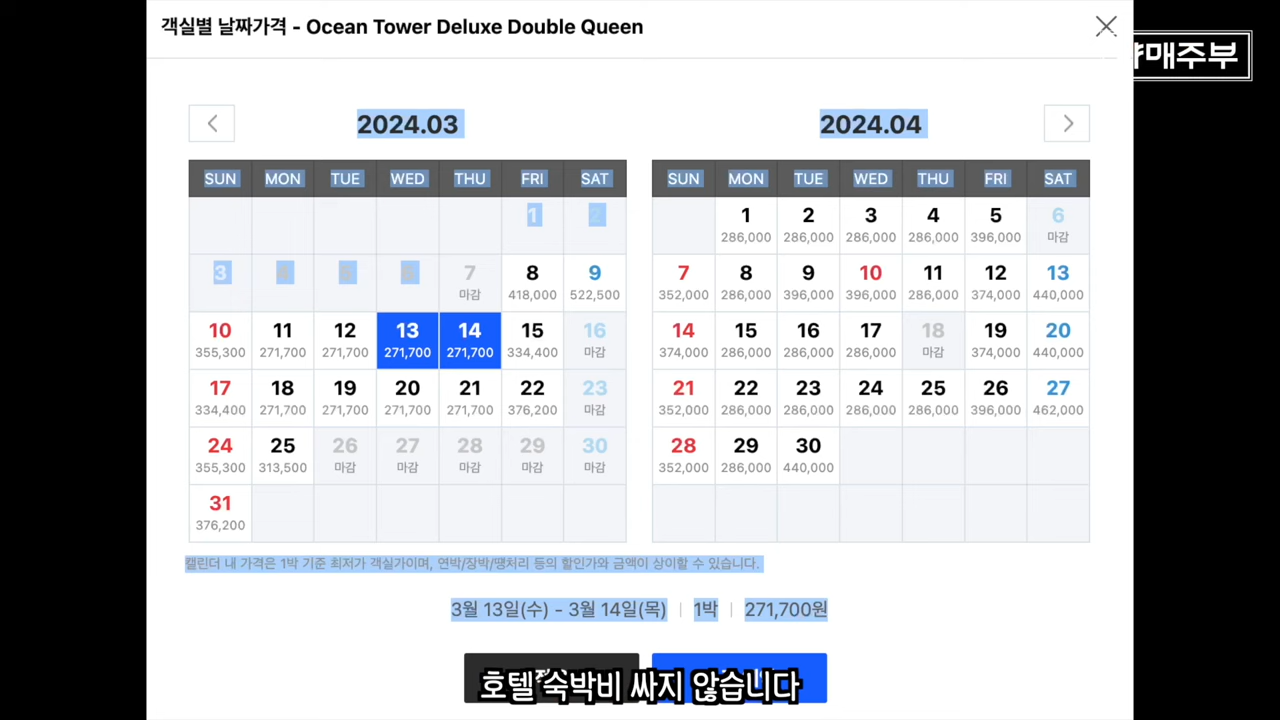 객실별 날짜가격 - Ocean Tower Deluxe Double Queen
매주부
2024.03
SUN MON TUE WED THU FRI SAT
1 2
3 4 5 6 7 8 9
마감 418,000 522,500
10 11 12 13 14 15 16
355,300 271,700 271,700 271,700 271,700 334,400 마감
17 18 19 20 21 22 23
334,400 271,700 271,700 271,700 271,700 376,200 마감
24 25 26 27 28 29 30
355,300 313,500 마감 마감 마감 마감 마감
31
376,200
2024.04
SUN MON TUE WED THU FRI SAT
1 2 3 4 5 6
286,000 286,000 286,000 286,000 396,000 마감
7 8 9 10 11 12 13
352,000 286,000 396,000 396,000 286,000 374,000 440,000
14 15 16 17 18 19 20
374,000 286,000 286,000 286,000 마감 374,000 440,000
21 22 23 24 25 26 27
352,000 286,000 286,000 286,000 286,000 396,000 462,000
28 29 30
352,000 286,000 440,000
캘린더 내 가격은 1박 기준 최저가 객실가이며, 연박/장박/땡처리 등의 할인가와 금액이 상이할 수 있습니다.
3월 13일(수) - 3월 14일(목) 1박 271,700원
호텔 숙박비 싸지 않습니다